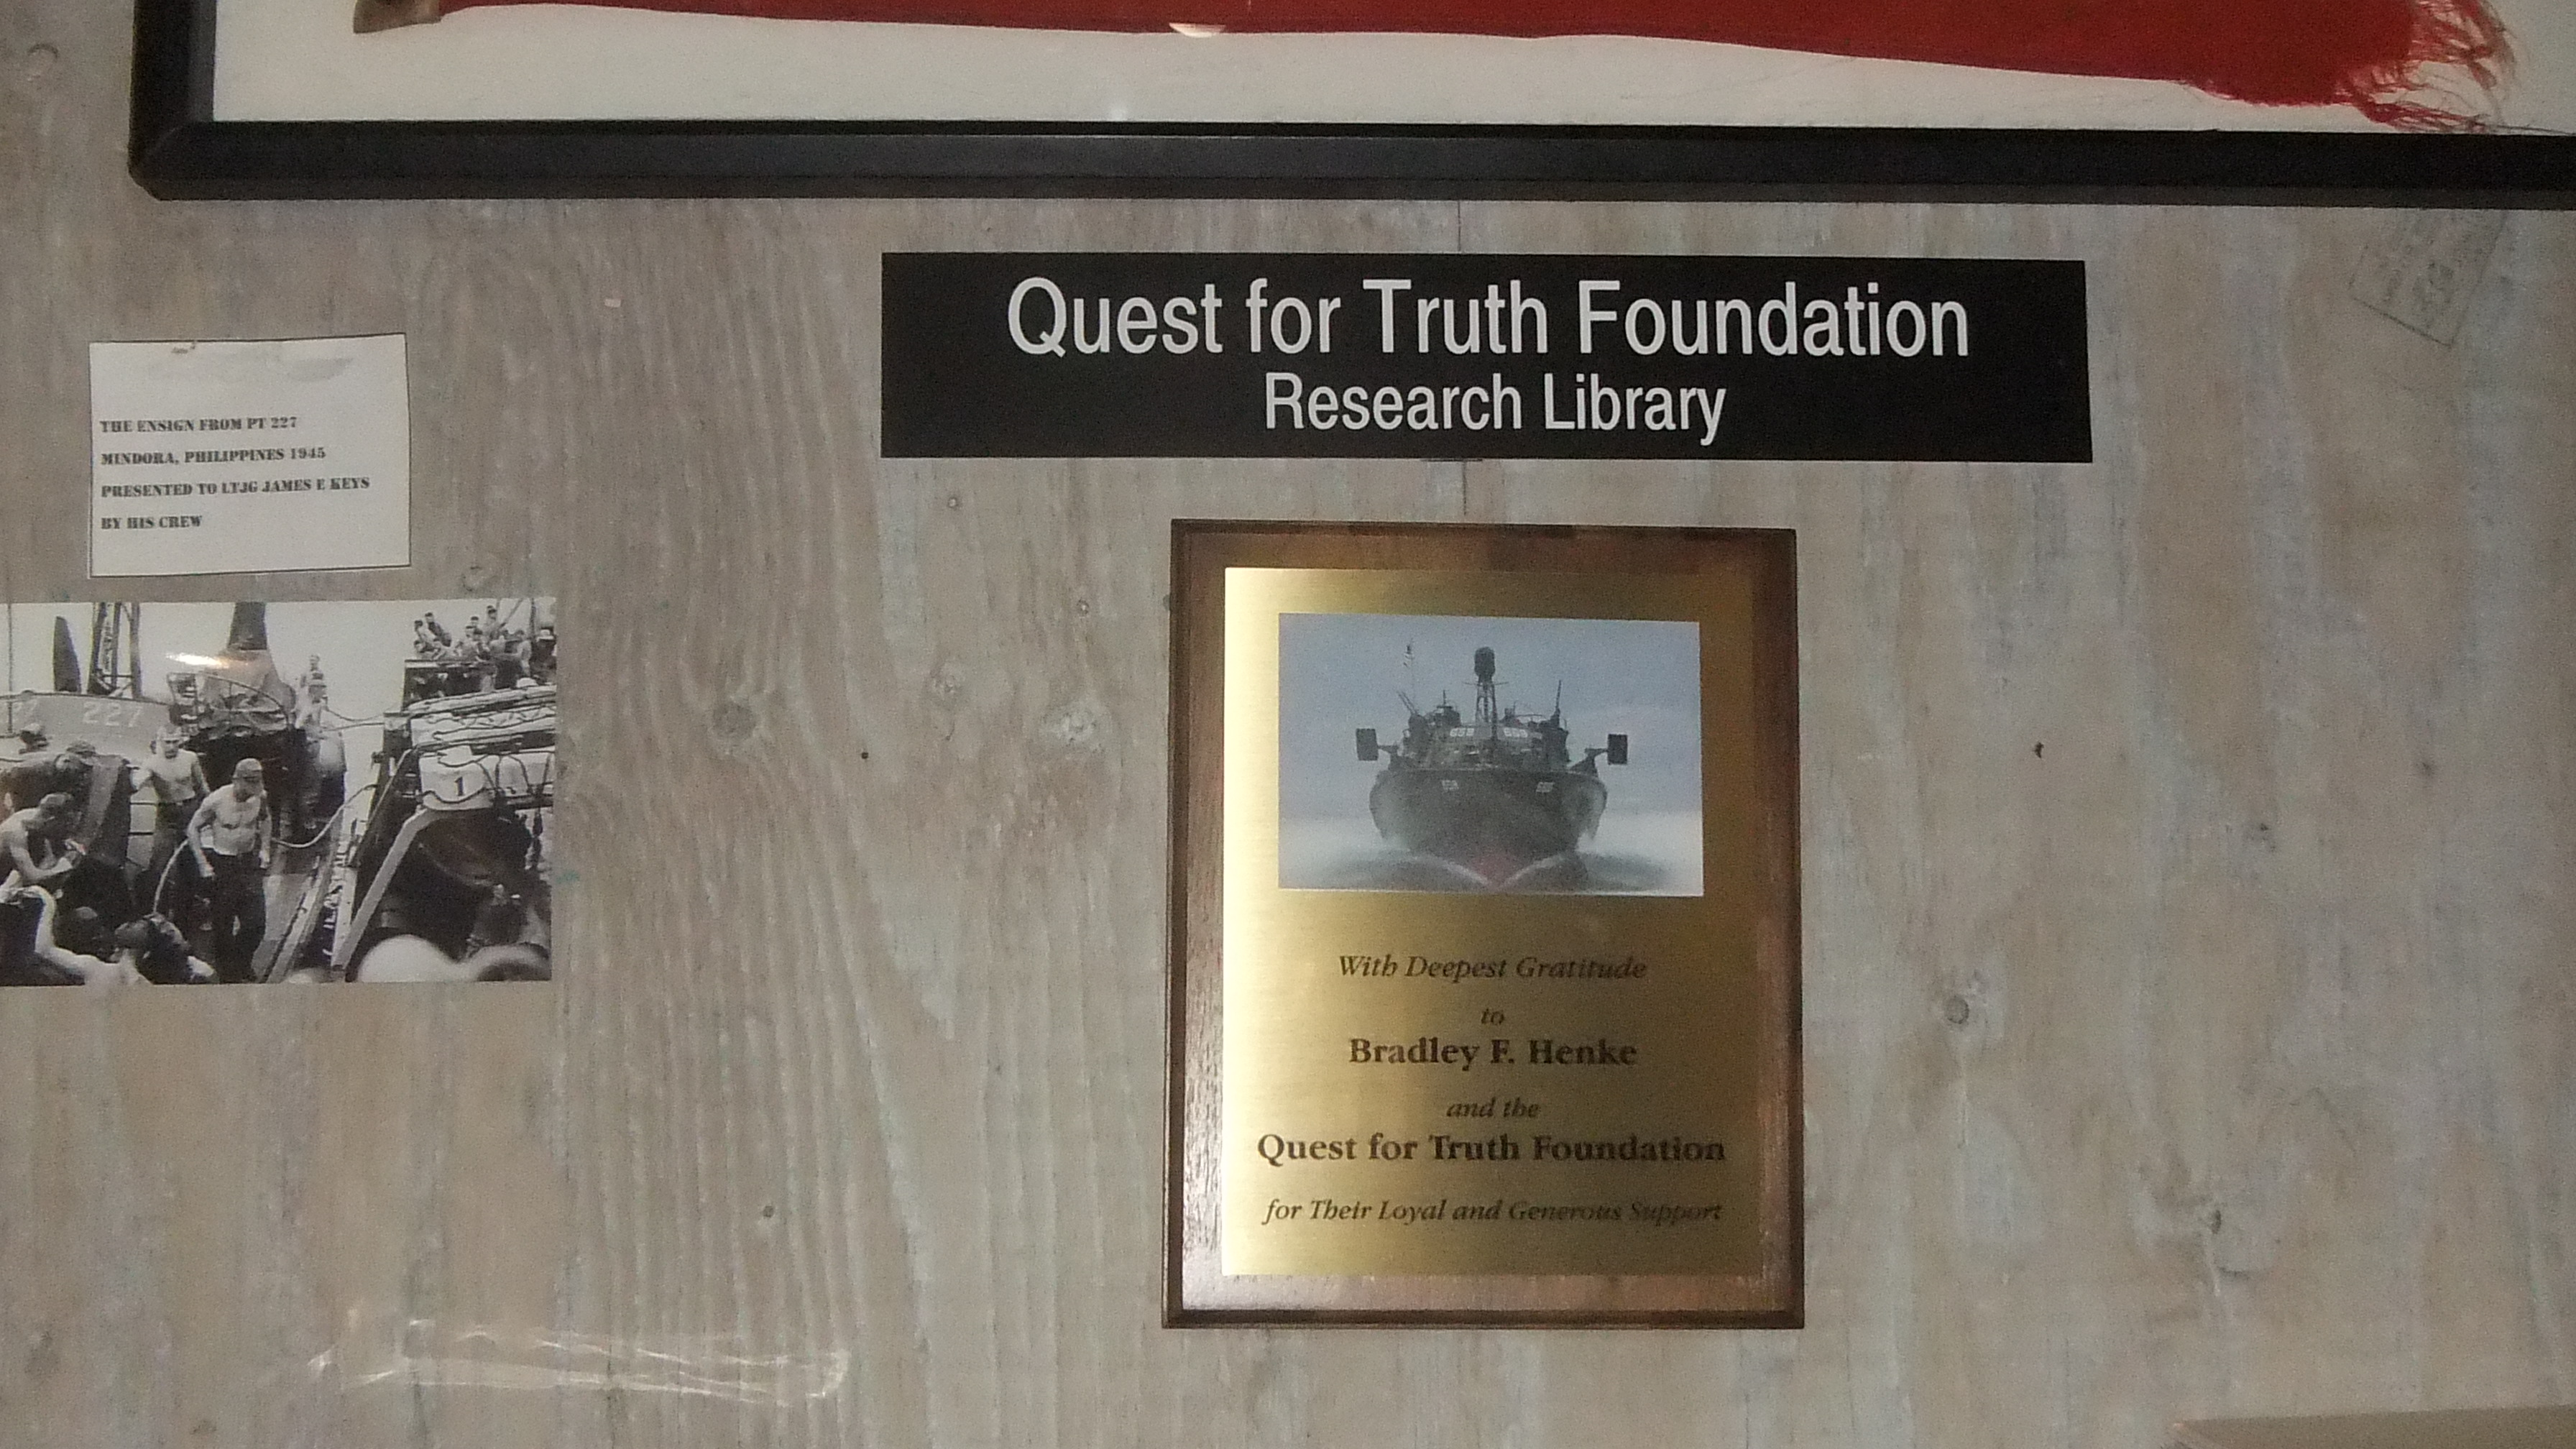 Quest for Truth Foundation
Research Library
THE ENSIGN FROM PT 227
MINDORA, PHILIPPINES 1945
PRESENTED TO LTJG JAMES E KEYS
BY HIS CREW
227
1
With Deepest Gratitude
to
Bradley F. Henke
and the
Quest for Truth Foundation
for Their Loyal and Generous Support